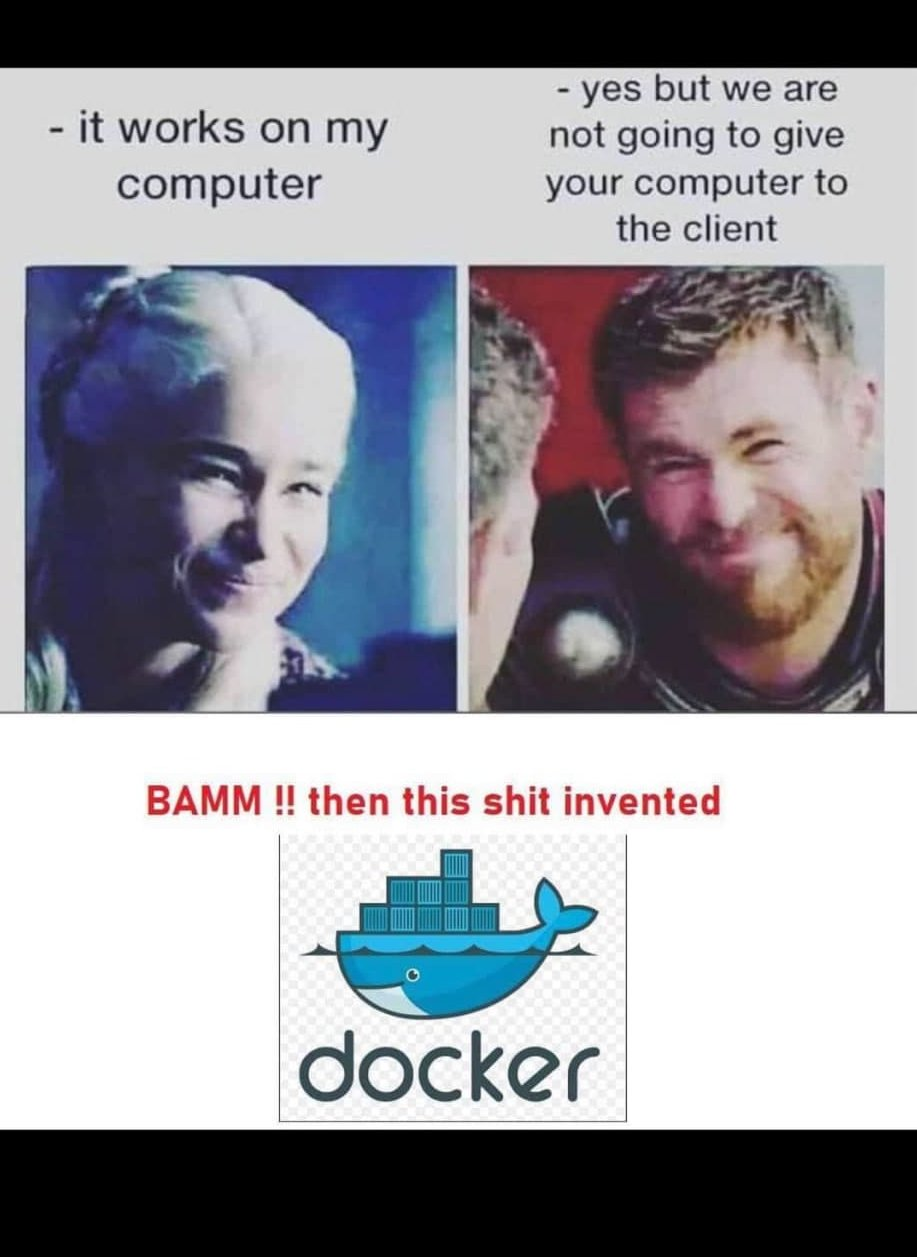 - it works on my
computer
- yes but we are
not going to give
your computer to
the client
BAMM !! then this shit invented
docker